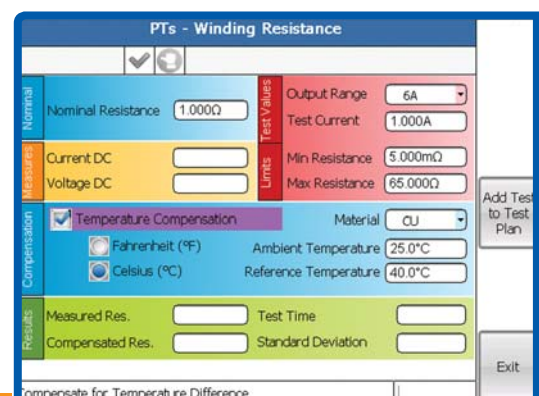 PTs - Winding Resistance
Nominal
Nominal Resistance 1.000Ω
Test Values
Output Range 6A
Test Current 1.000A
Measures
Current DC
Voltage DC
Limits
Min Resistance 5.000mΩ
Max Resistance 65.000Ω
Compensation
Temperature Compensation
Material CU
Fahrenheit (ºF)
Ambient Temperature 25.0°C
Celsius (ºC)
Reference Temperature 40.0°C
Results
Measured Res.
Test Time
Compensated Res.
Standard Deviation
Compensate for Temperature Difference
Add Test
to Test
Plan
Exit